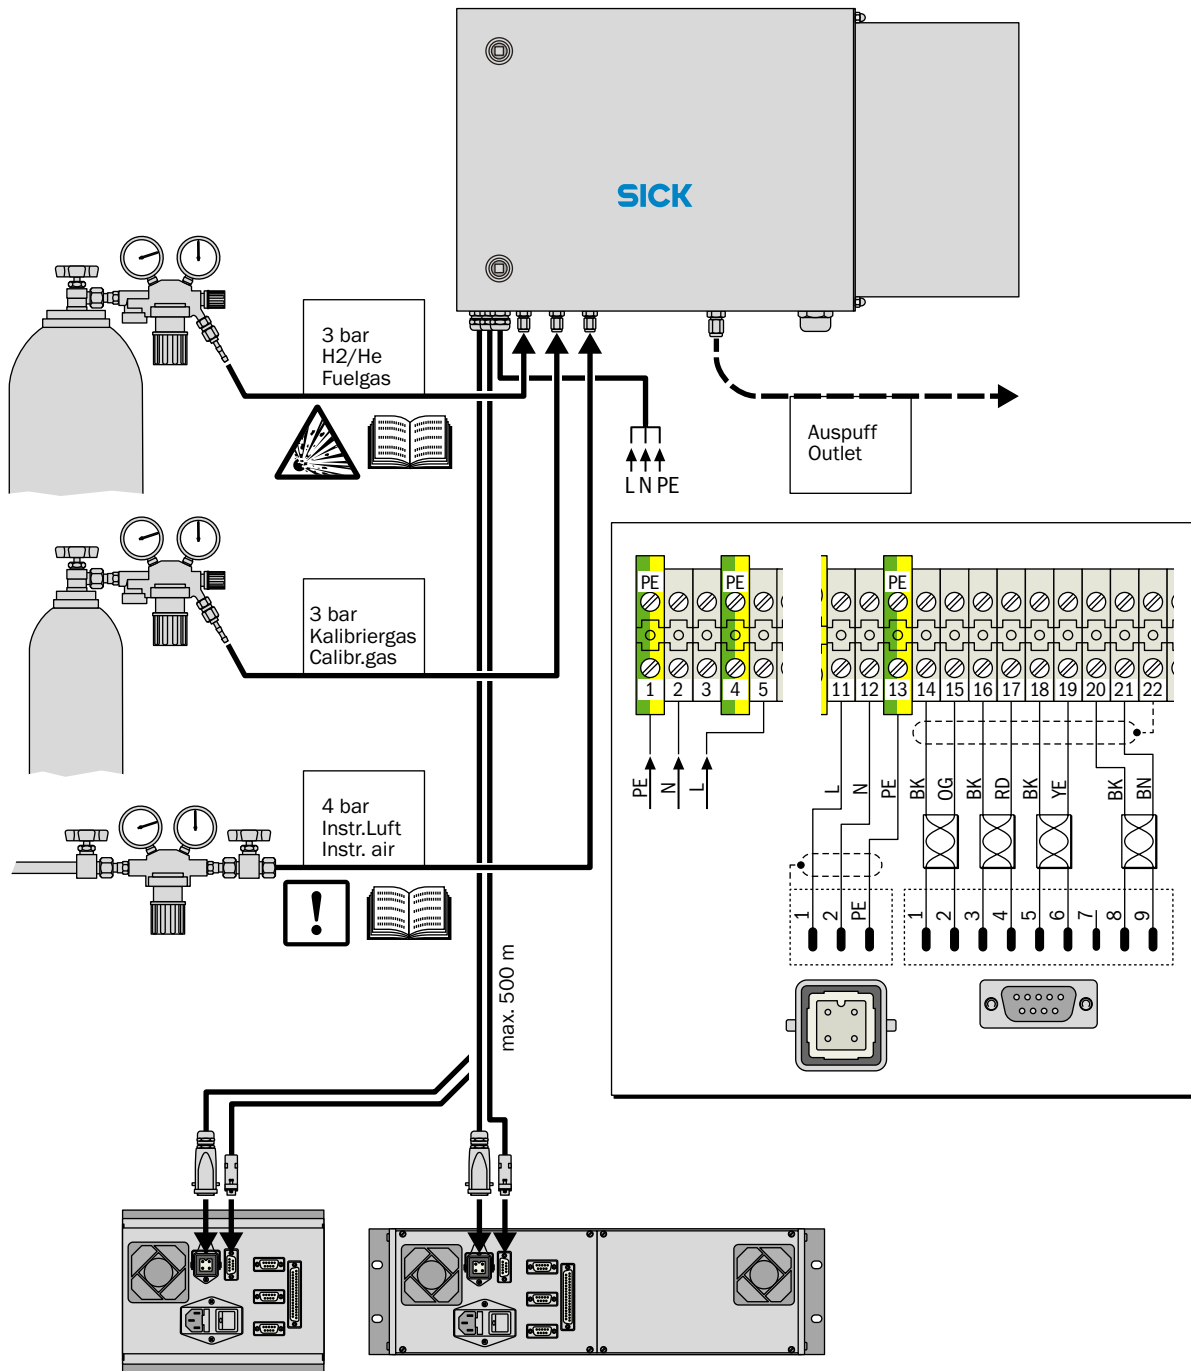 SICK
3 bar
H2/He
Fuelgas
L N PE
Auspuff
Outlet
3 bar
Kalibriergas
Calibr.gas
4 bar
Instr.Luft
Instr. air
!
max. 500 m
PE PE PE
1 2 3 4 5 11 12 13 14 15 16 17 18 19 20 21 22
PE N L L N PE BK OG BK RD BK YE BK BN
1 2 PE 1 2 3 4 5 6 7 8 9